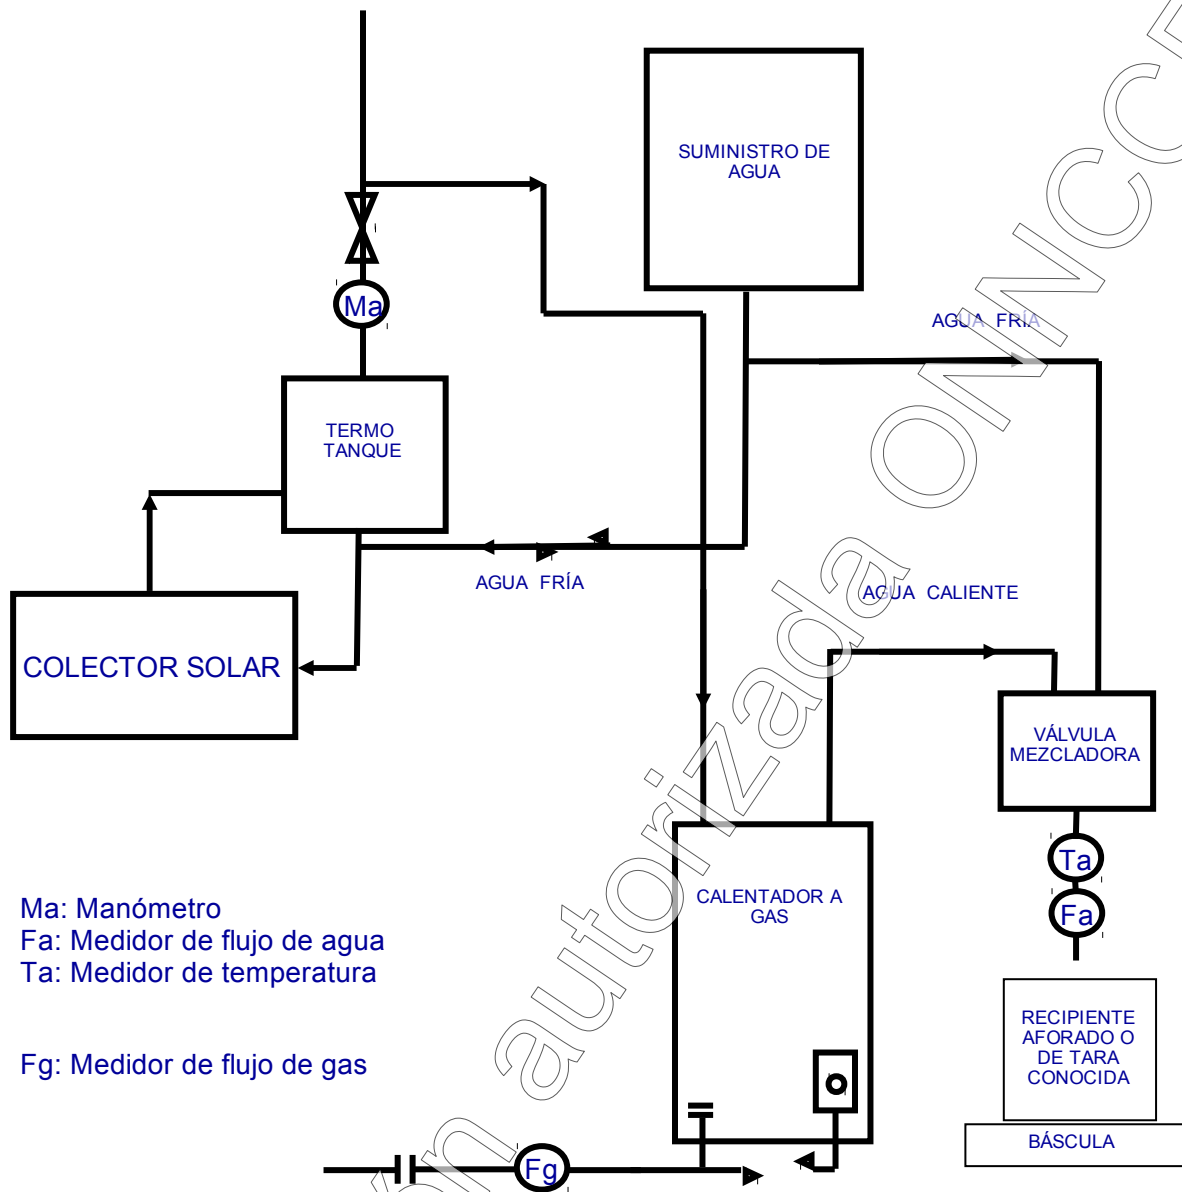 SUMINISTRO DE
AGUA
Ma
AGUA FRÍA
TERMO
TANQUE
AGUA FRÍA
AGUA CALIENTE
COLECTOR SOLAR
VÁLVULA
MEZCLADORA
Ta
CALENTADOR A
GAS
Fa
Ma: Manómetro
Fa: Medidor de flujo de agua
Ta: Medidor de temperatura
RECIPIENTE
AFORADO O
DE TARA
CONOCIDA
Fg: Medidor de flujo de gas
BÁSCULA
Fg
autorizada ONNCCE